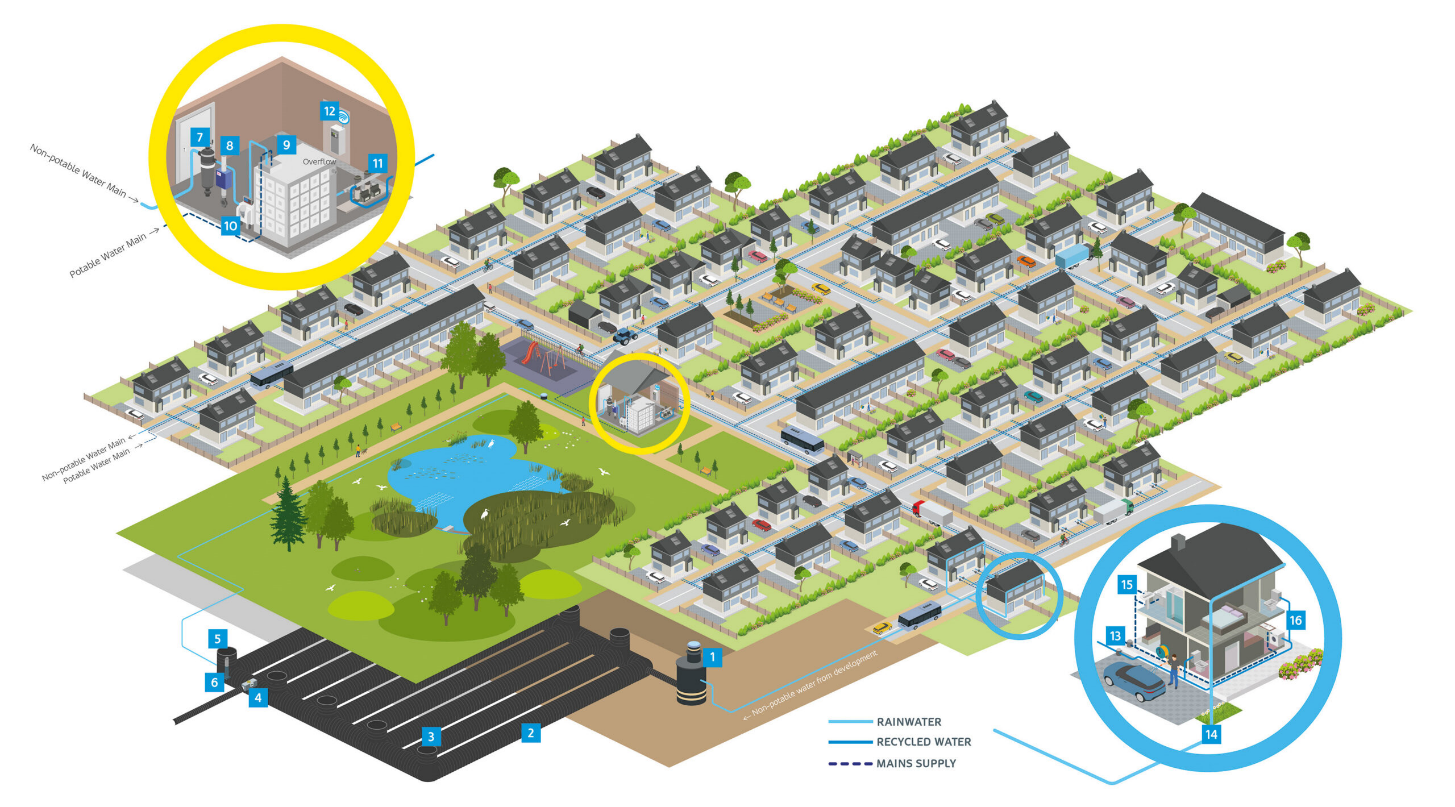 12
7
8
9
Overflow
11
10
Non-potable Water Main →
Potable Water Main →
Non-potable Water Main ←
Potable Water Main →
15
13
16
14
5
6
4
3
2
1
← Non-potable water from development
RAINWATER
RECYCLED WATER
MAINS SUPPLY